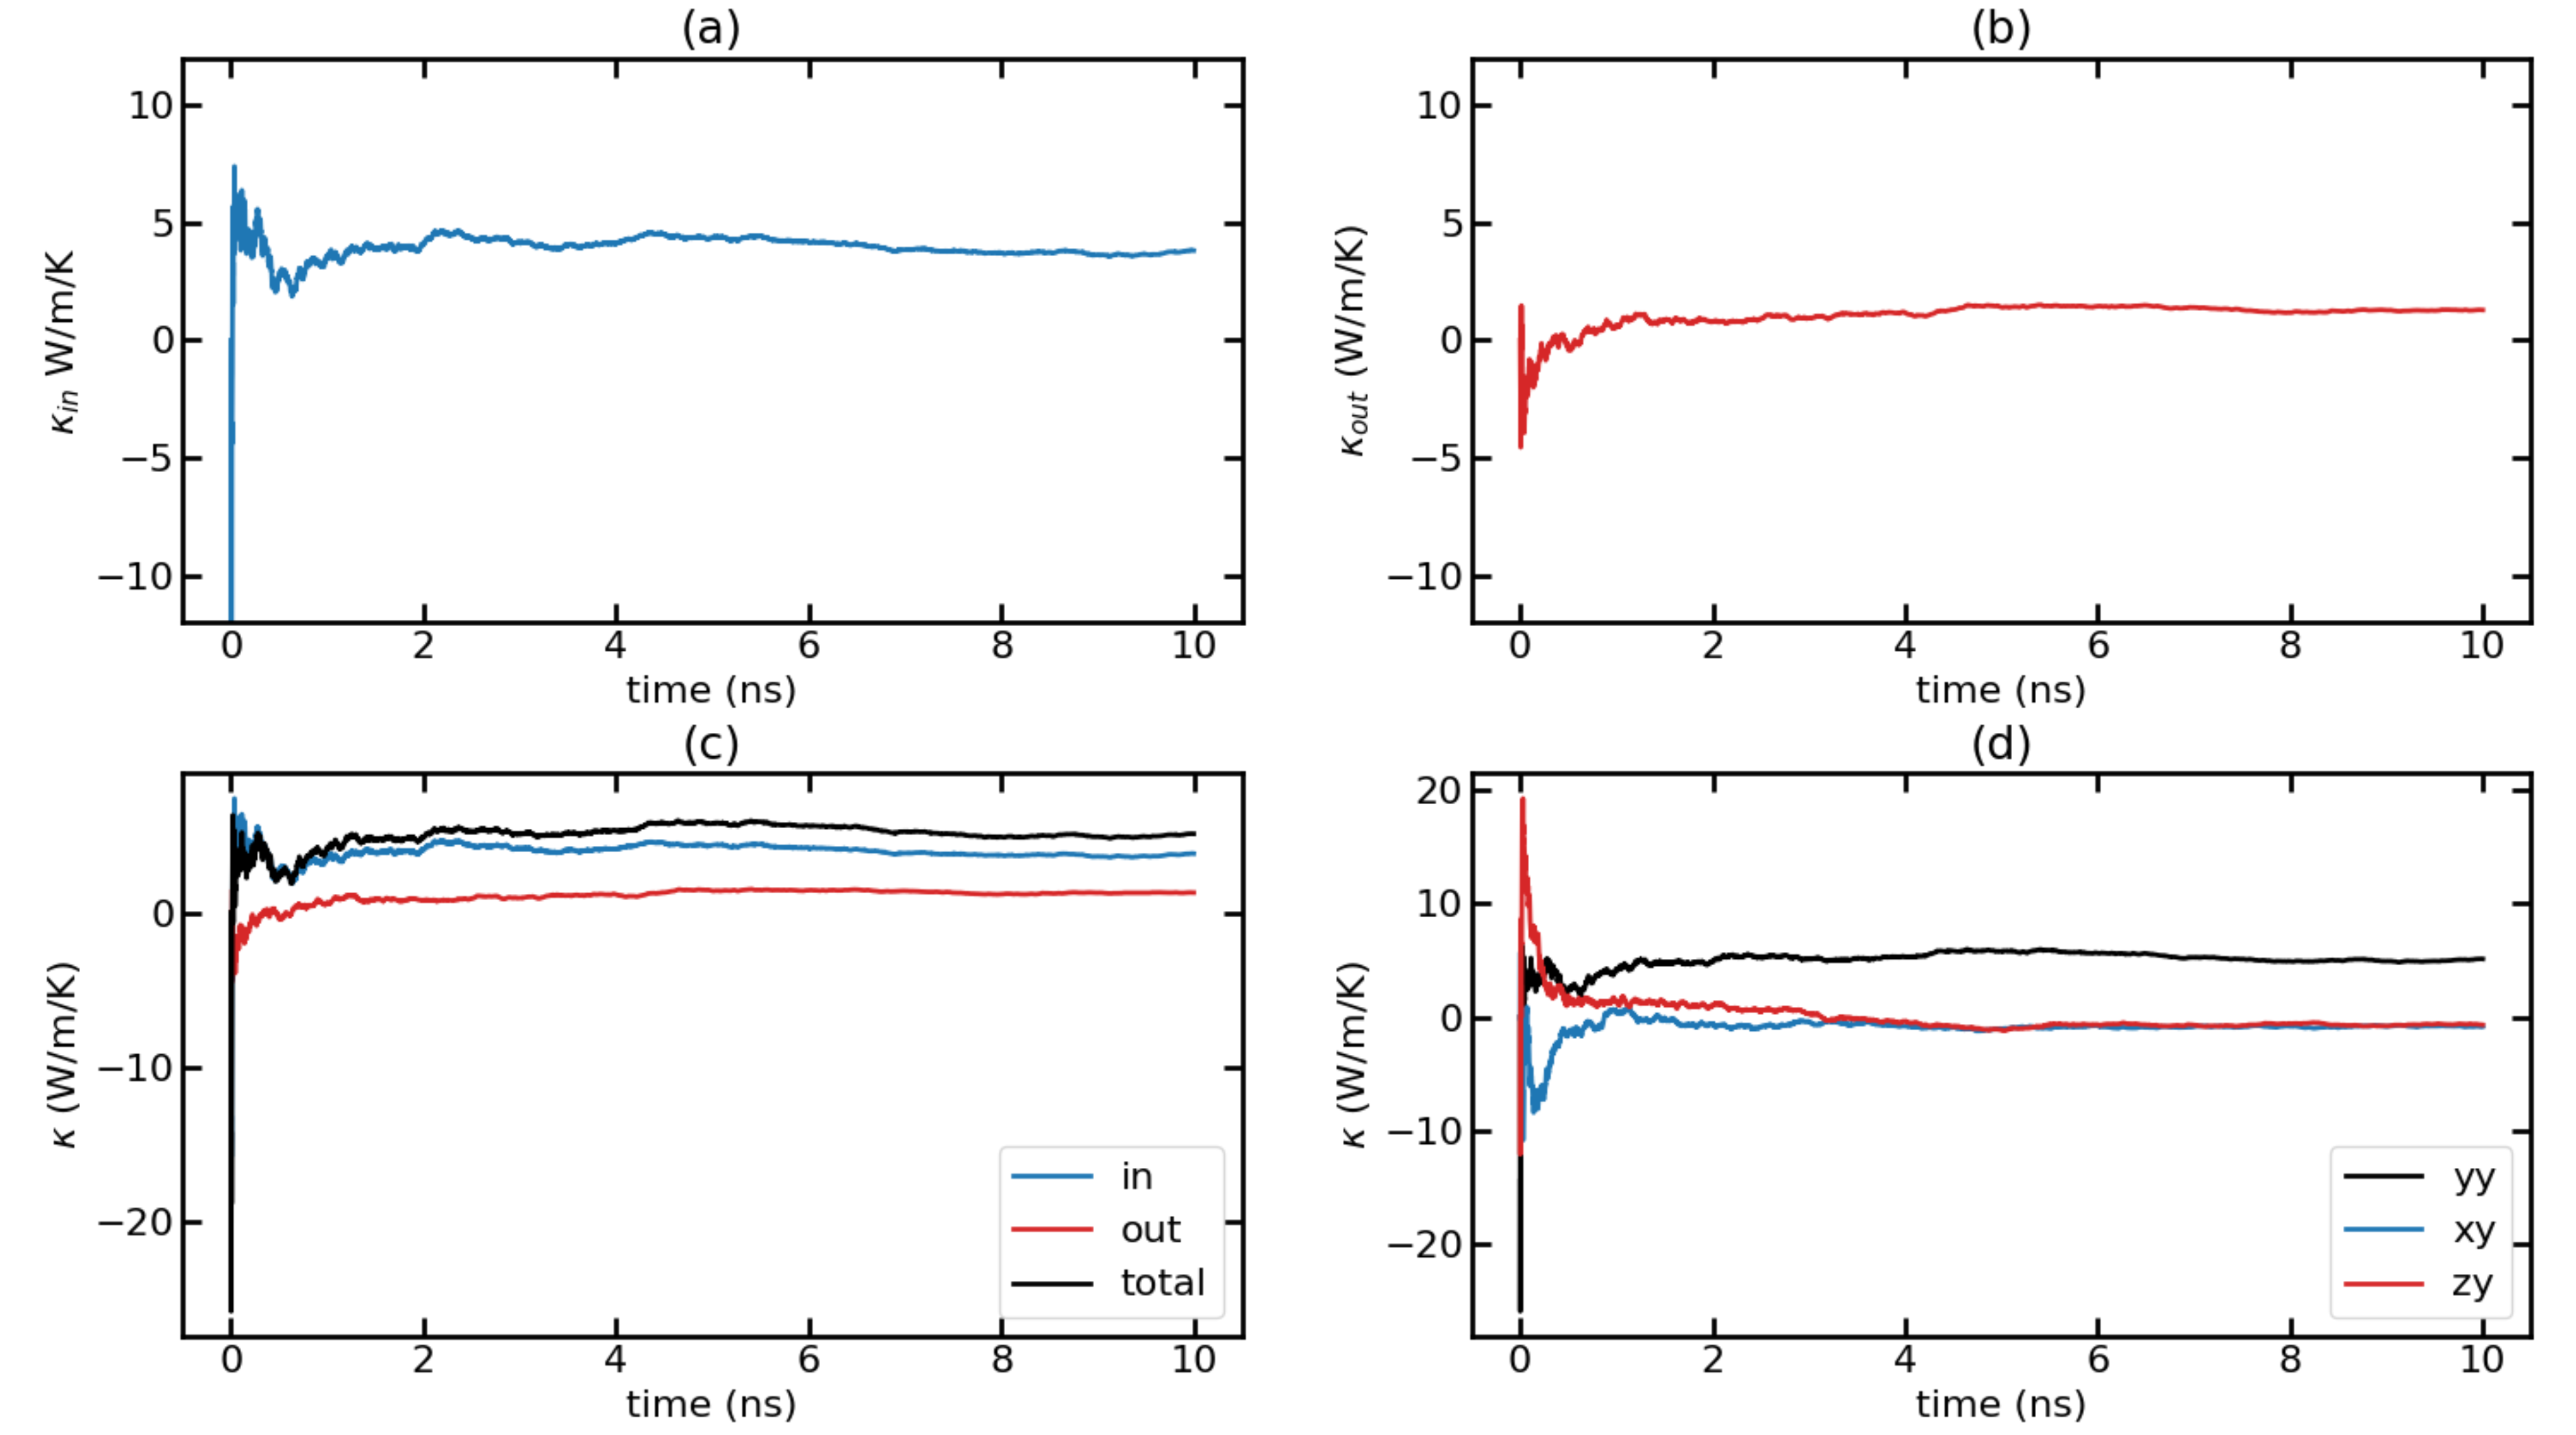 (a)
10
5
0
−5
−10
κin W/m/K
0 2 4 6 8 10
time (ns)
(b)
10
5
0
−5
−10
κout (W/m/K)
0 2 4 6 8 10
time (ns)
(c)
0
−10
−20
κ (W/m/K)
in
out
total
0 2 4 6 8 10
time (ns)
(d)
20
10
0
−10
−20
κ (W/m/K)
yy
xy
zy
0 2 4 6 8 10
time (ns)